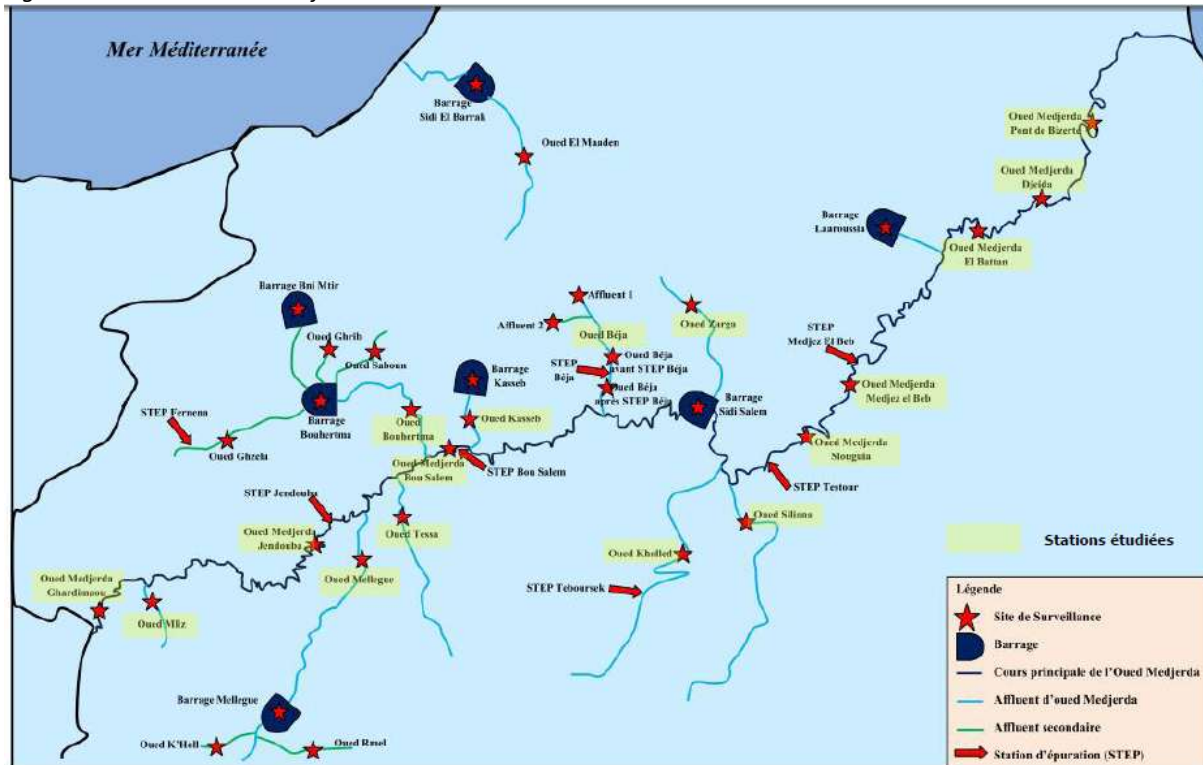 Mer Méditerranée
Barrage
Sidi El Barrak
Oued El Maaden
Oued Medjerda
Pont de Bizerte
Oued Medjerda
Djeida
Barrage
Laaroussia
Oued Medjerda
El Battan
Barrage Bni Mtir
Oued Ghrib
Oued Saboun
Affluent 1
Affluent 2
Oued Béja
Oued Zarga
STEP
Medjez El Beb
Oued Béja
avant STEP Béja
STEP
Béja
Oued Béja
après STEP Béja
Barrage
Kasseb
Oued Medjerda
Medjez el Beb
STEP Fernena
Barrage
Bouhertma
Oued Ghzela
Oued
Bouhertma
Oued Kasseb
Barrage
Sidi Salem
Oued Medjerda
Slouguia
Oued Medjerda
Bou Salem
STEP Bou Salem
STEP Testour
STEP Jendouba
Oued Medjerda
Jendouba
Oued Tessa
Oued Siliana
Oued Mellegue
Oued Khalled
Stations étudiées
Oued Medjerda
Ghardimaou
Oued Mliz
STEP Teboursek
Légende
Site de Surveillance
Barrage
Cours principale de l'Oued Medjerda
Affluent d'oued Medjerda
Affluent secondaire
Station d'épuration (STEP)
Barrage Mellegue
Oued K'Hell
Oued Rmel